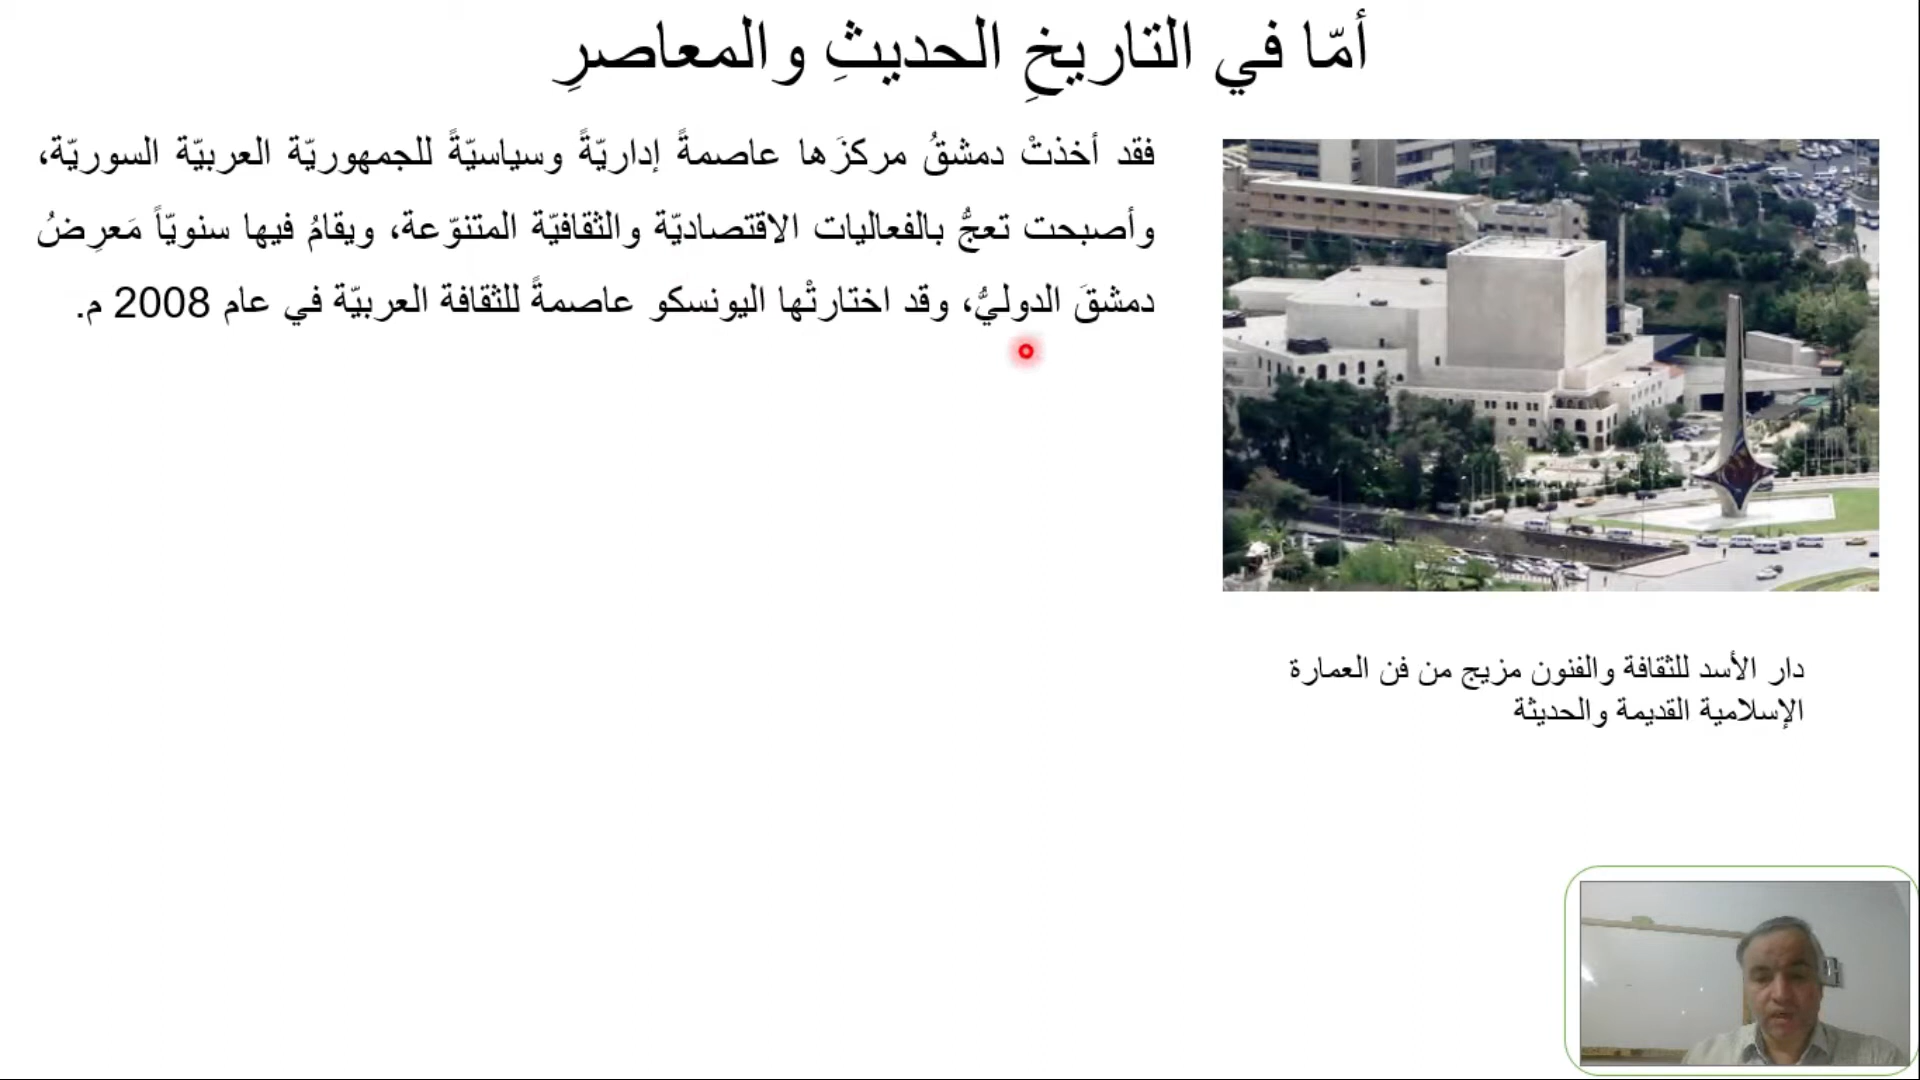 أمّا في التاريخِ الحديثِ والمعاصرِ
فقد أخذتْ دمشقُ مركزَها عاصمةً إداريّةً وسياسيّةً للجمهوريّة العربيّة السوريّة،
وأصبحت تعجُّ بالفعاليات الاقتصاديّة والثقافيّة المتنوّعة، ويقامُ فيها سنويّاً مَعرِضُ
دمشقَ الدوليُّ، وقد اختارتْها اليونسكو عاصمةً للثقافة العربيّة في عام 2008 م.
دار الأسد للثقافة والفنون مزيج من فن العمارة
الإسلامية القديمة والحديثة